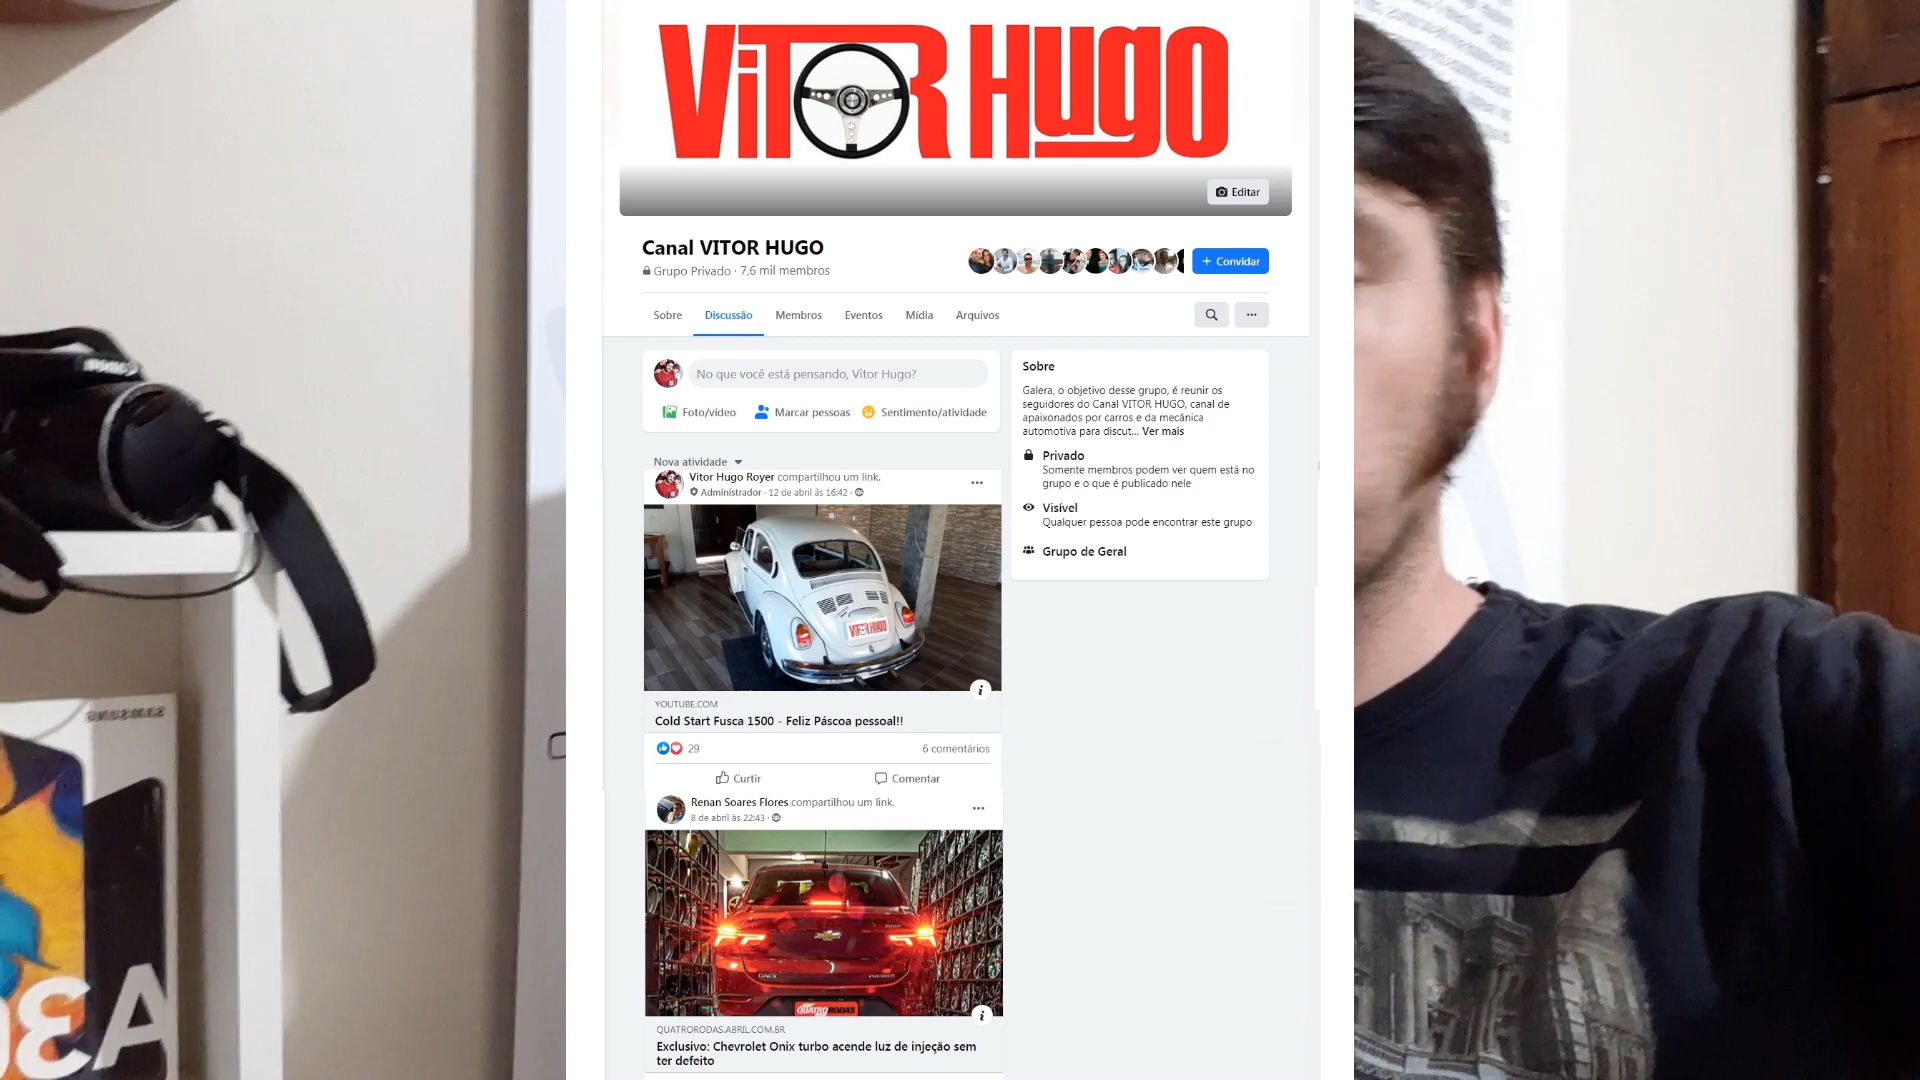 VITOR Hugo
Editar
Canal VITOR HUGO
Grupo Privado · 7,6 mil membros
+ Convidar
Sobre
Discussão
Membros
Eventos
Mídia
Arquivos
No que você está pensando, Vitor Hugo?
Foto/vídeo
Marcar pessoas
Sentimento/atividade
Nova atividade
Vitor Hugo Royer compartilhou um link.
Administrador · 12 de abril às 16:42 ·
VITOR HUGO
YOUTUBE.COM
Cold Start Fusca 1500 - Feliz Páscoa pessoal!!
29
6 comentários
Curtir
Comentar
Renan Soares Flores compartilhou um link.
8 de abril às 22:43 ·
ONIX
PREMIER
QUATRO RODAS
QUATRORODAS.ABRIL.COM.BR
Exclusivo: Chevrolet Onix turbo acende luz de injeção sem
ter defeito
Sobre
Galera, o objetivo desse grupo, é reunir os
seguidores do Canal VITOR HUGO, canal de
apaixonados por carros e da mecânica
automotiva para discut... Ver mais
Privado
Somente membros podem ver quem está no
grupo e o que é publicado nele
Visível
Qualquer pessoa pode encontrar este grupo
Grupo de Geral